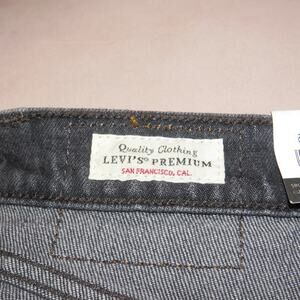 Quality Clothing
LEVI'S® PREMIUM
SAN FRANCISCO, CAL.